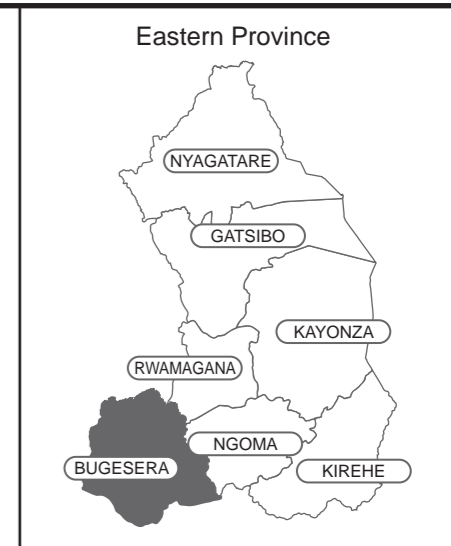 Eastern Province
NYAGATARE
GATSIBO
KAYONZA
RWAMAGANA
NGOMA
BUGESERA
KIREHE